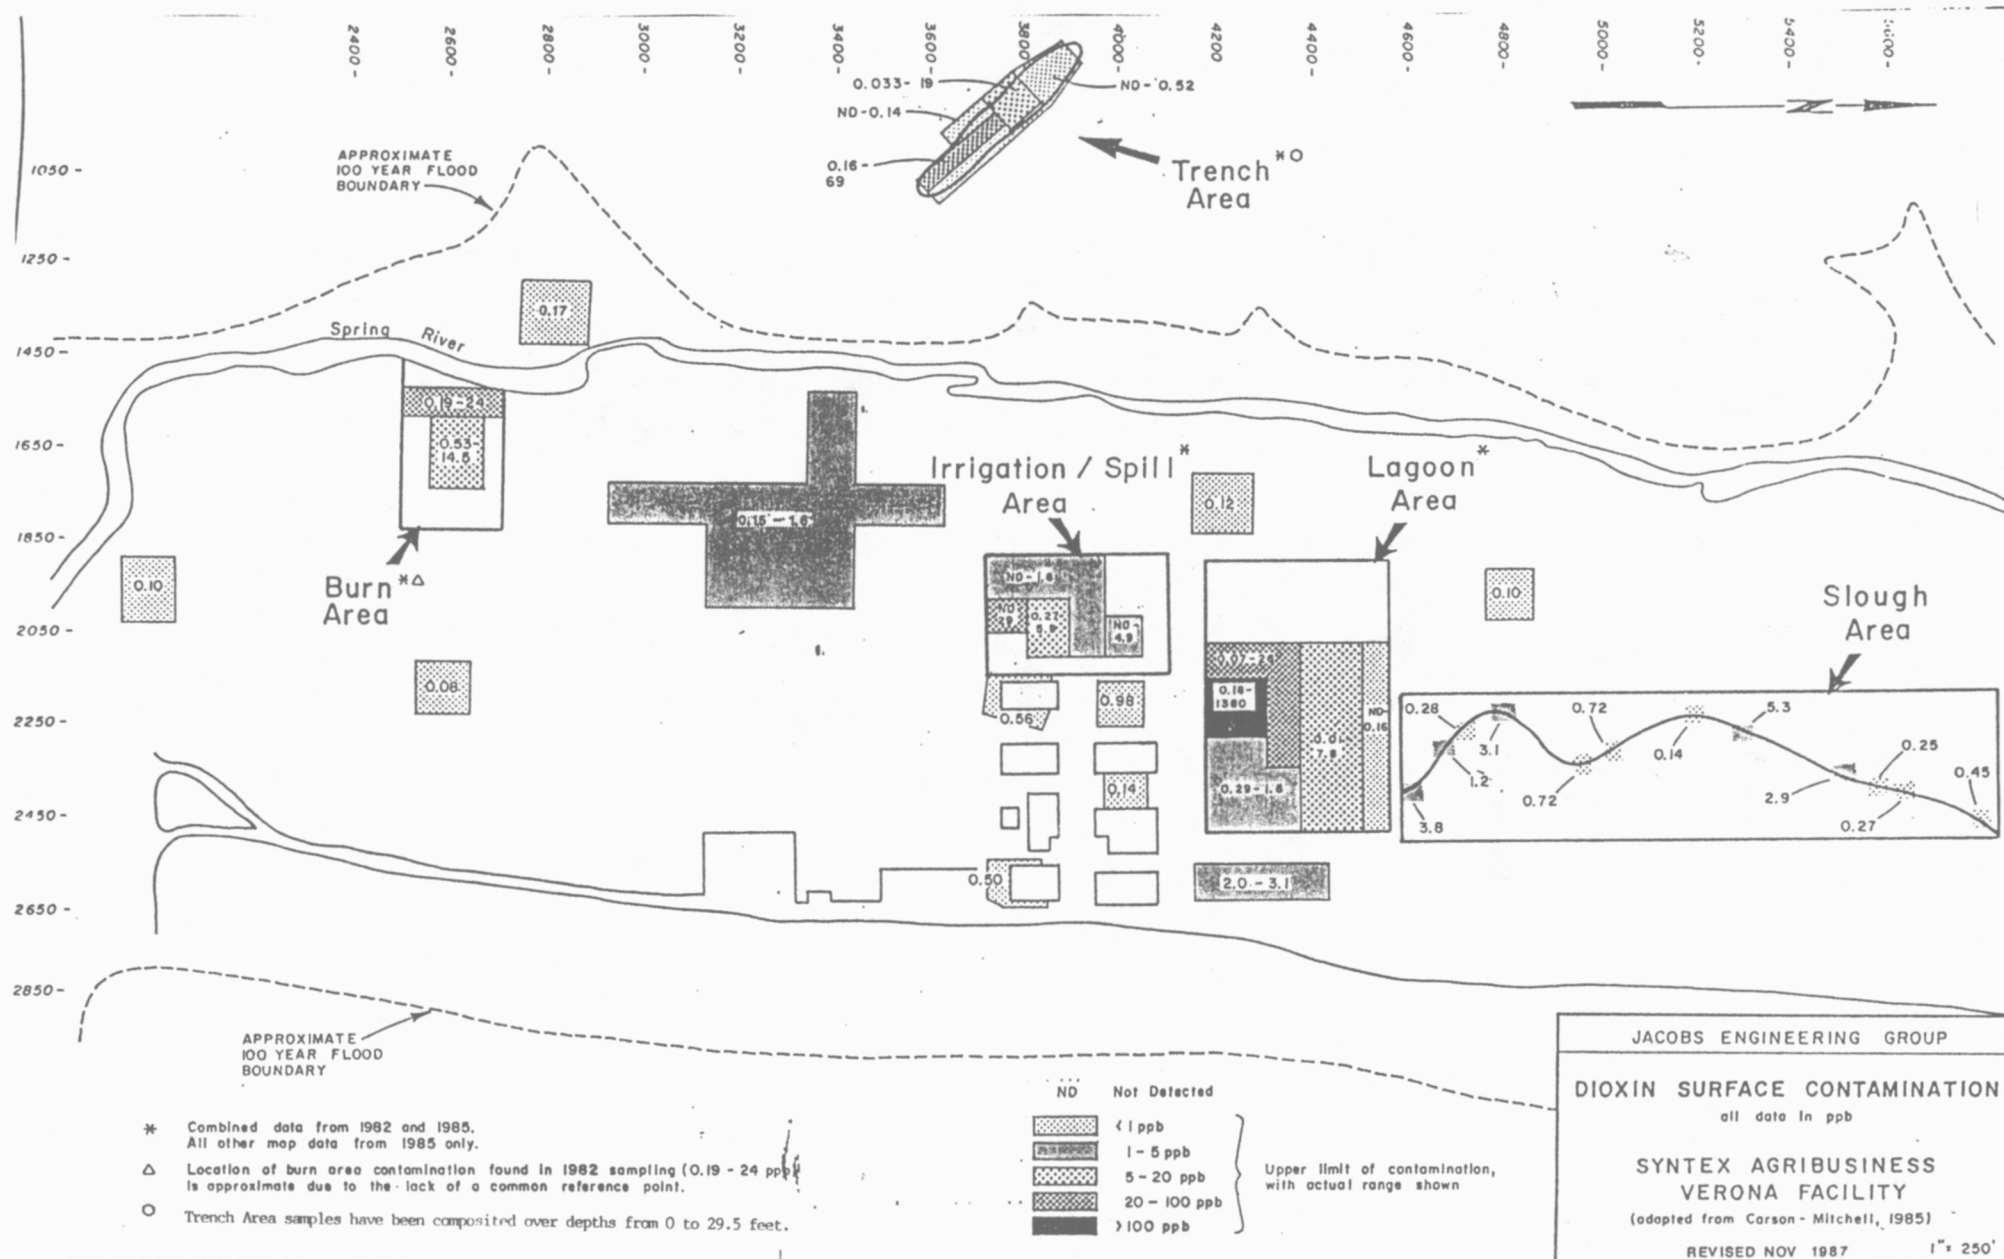 2400-
2600-
2800-
3000-
3200-
3400-
3600-
3800-
4000-
4200-
4400-
4600-
4800-
5000-
5200-
5400-
0.033-19
ND-0.14
0.16-
69
ND-0.52
Trench*O
Area
N
APPROXIMATE
100 YEAR FLOOD
BOUNDARY
1050-
1250-
1450-
1650-
1850-
2050-
2250-
2450-
2650-
2850-
0.17
Spring River
0.19-24
0.53-
14.5
Burn*△
Area
0.10
0.08
0.15-1.6
Irrigation / Spill*
Area
ND-1.6
ND
0.27
ND-
4.9
0.56
0.98
0.14
0.50
0.12
Lagoon*
Area
0.07-
0.18-
1380
0.01-
7.8
ND-
0.16
0.29-1.6
2.0-3.1
0.10
Slough
Area
0.28
3.1
1.2
3.8
0.72
0.72
0.14
5.3
2.9
0.25
0.27
0.45
APPROXIMATE
100 YEAR FLOOD
BOUNDARY
* Combined data from 1982 and 1985.
All other map data from 1985 only.
△ Location of burn area contamination found in 1982 sampling (0.19 - 24 ppb)
is approximate due to the lack of a common reference point.
O Trench Area samples have been composited over depths from 0 to 29.5 feet.
ND Not Detected
<1 ppb
1-5 ppb
5-20 ppb
20-100 ppb
>100 ppb
Upper limit of contamination,
with actual range shown
JACOBS ENGINEERING GROUP
DIOXIN SURFACE CONTAMINATION
all data in ppb
SYNTEX AGRIBUSINESS
VERONA FACILITY
(adapted from Carson-Mitchell, 1985)
REVISED NOV 1987 1"= 250'